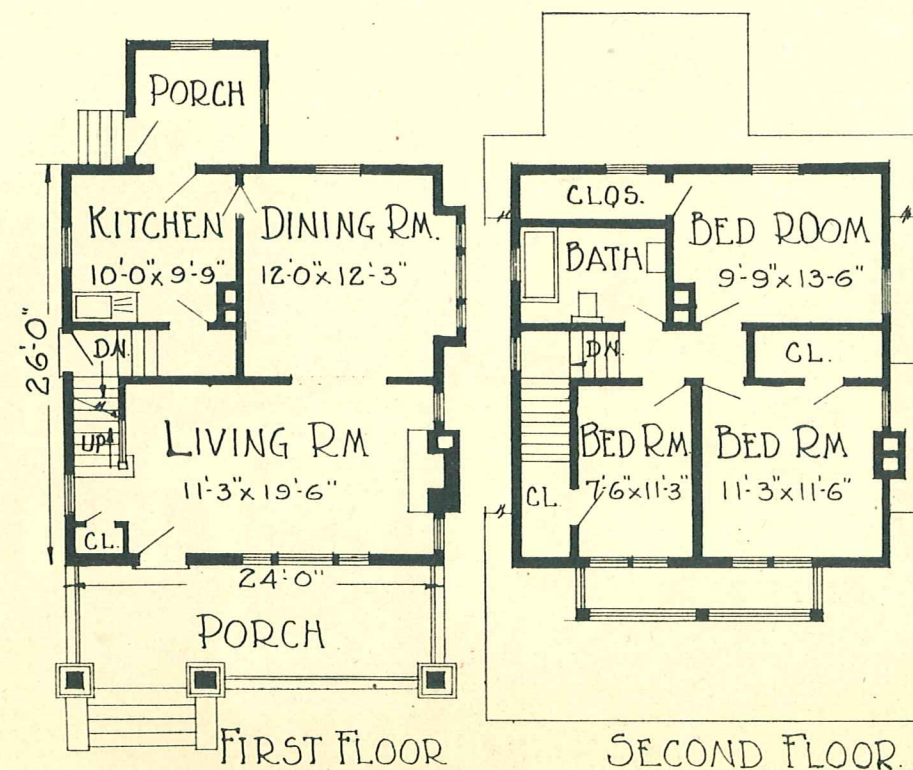 PORCH
KITCHEN
10'-0" x 9'-9"
DINING RM.
12'-0" x 12'-3"
26'-0"
DN.
UP
LIVING RM
11'-3" x 19'-6"
CL.
24'-0"
PORCH
FIRST FLOOR
CLOS.
BED ROOM
9'-9" x 13'-6"
BATH
DN.
CL.
BED RM
7'-6" x 11'-3"
BED RM
11'-3" x 11'-6"
CL.
SECOND FLOOR.